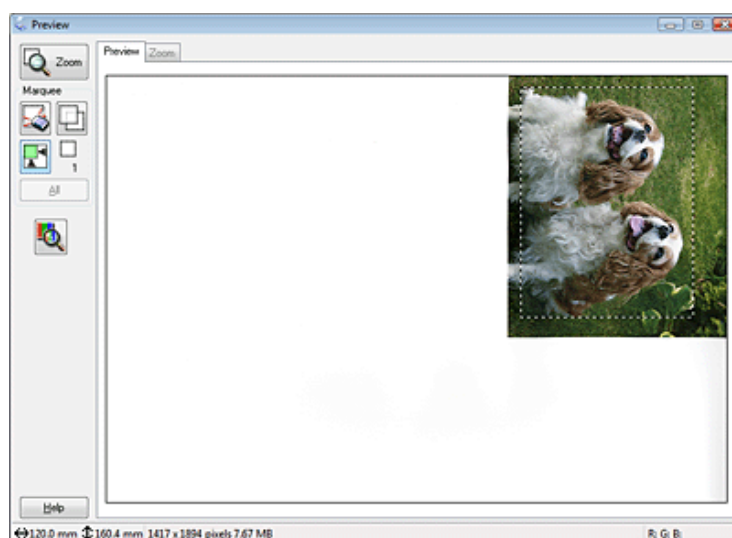 Preview
Zoom
Preview Zoom
Marquee
1
All
Help
120.0 mm 160.4 mm 1417 x 1894 pixels 7.67 MB R: G: B: